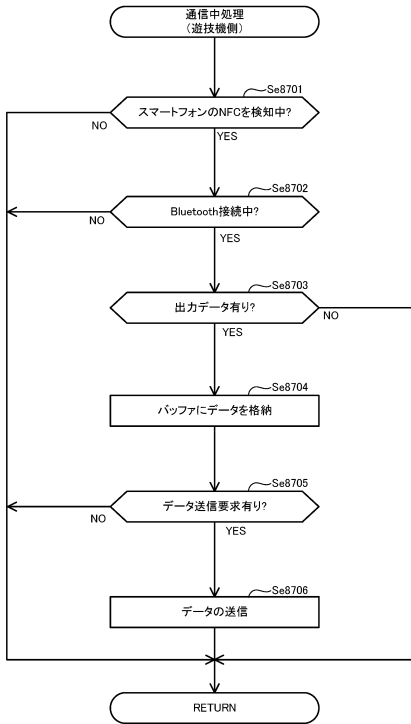 通信中処理
(遊技機側)
Se8701
スマートフォンのNFCを検知中?
NO
YES
Se8702
Bluetooth接続中?
NO
YES
Se8703
出力データ有り?
NO
YES
Se8704
バッファにデータを格納
Se8705
データ送信要求有り?
NO
YES
Se8706
データの送信
RETURN